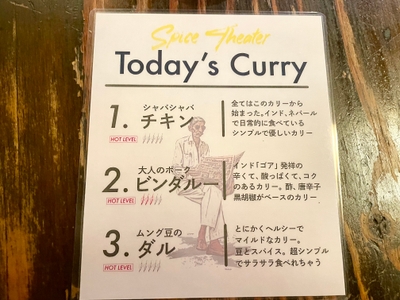 Spice Theater
Today's Curry
1. シャバシャバ
チキン
HOT LEVEL
全てはこのカリーから
始まった。インド、ネパール
で日常的に食べている
シンプルで優しいカリー
2. 大人のポーク
ビンダルー
HOT LEVEL
インド「ゴア」発祥の
辛くて、酸っぱくて、コク
のあるカリー。酢、唐辛子
黒胡椒がベースのカリー
3. ムング豆の
ダル
HOT LEVEL
とにかくヘルシーで
マイルドなカリー。
豆とスパイス。超シンプル
でサラサラ食べれちゃう